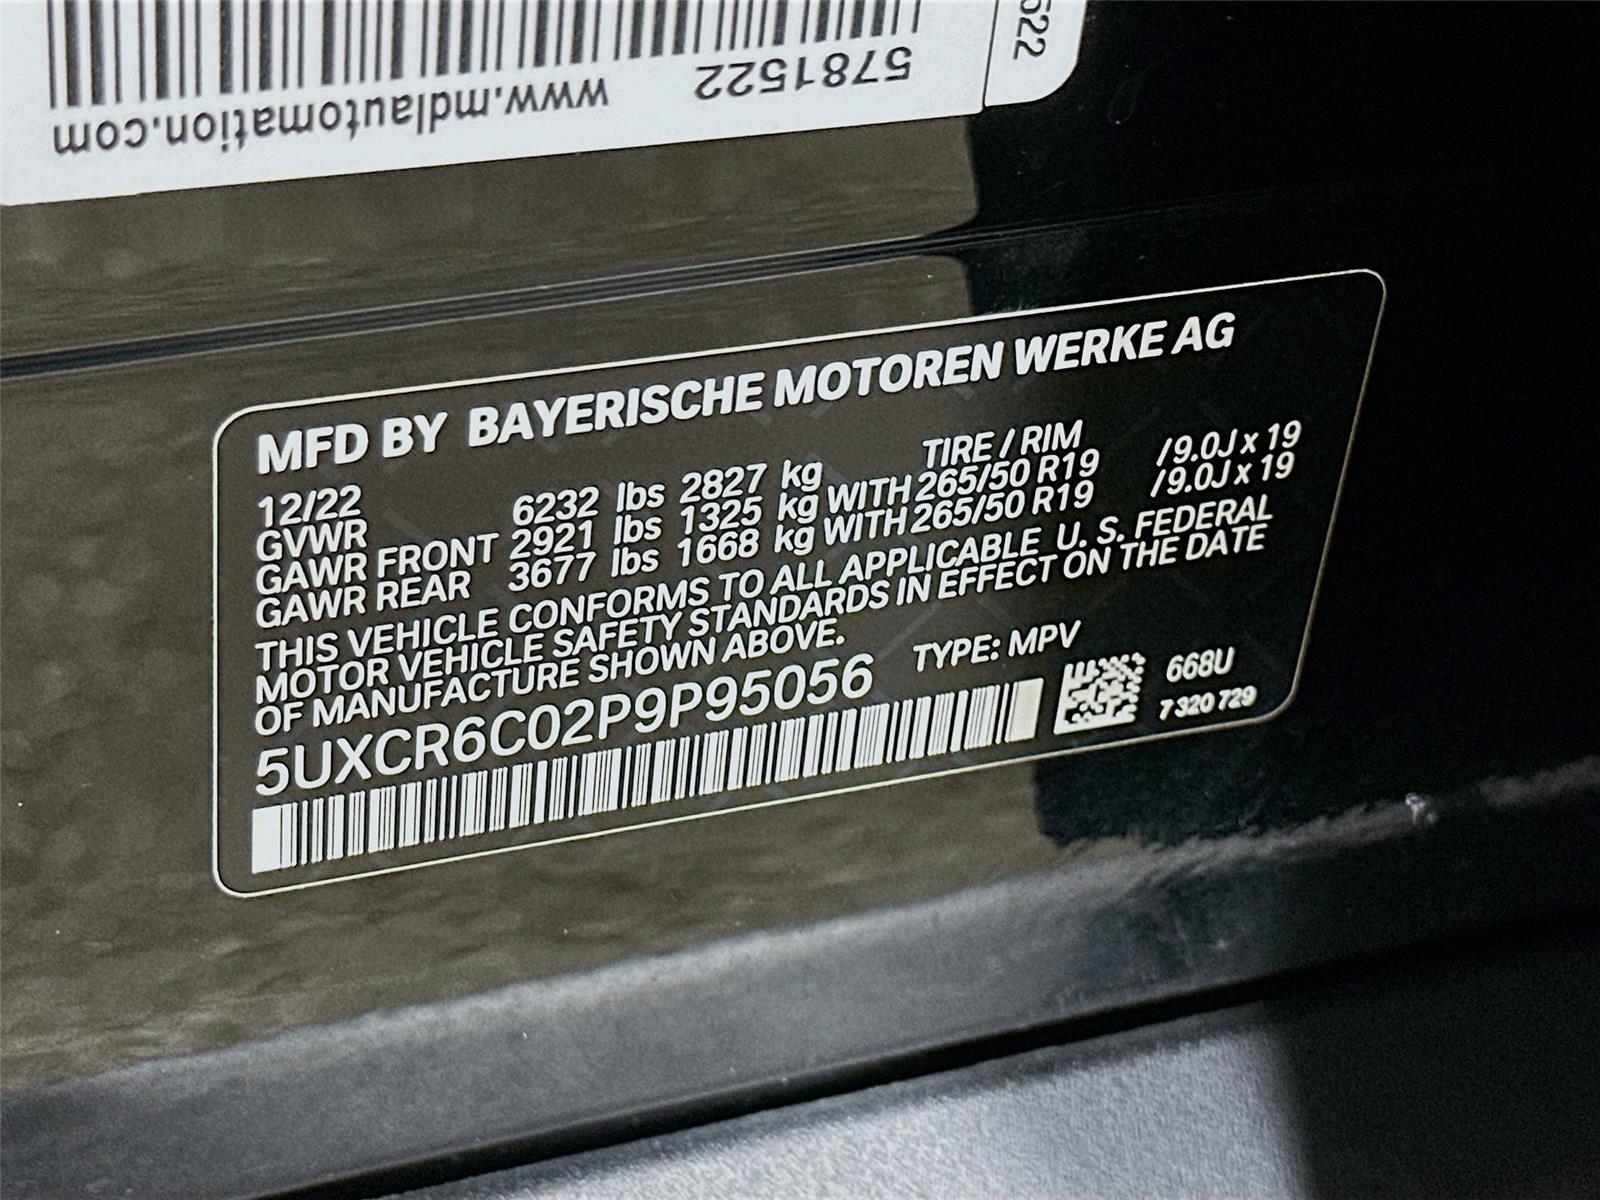 5781522
www.mdlautomation.com
522
MFD BY BAYERISCHE MOTOREN WERKE AG
12/22 TIRE / RIM
GVWR 6232 lbs 2827 kg
GAWR FRONT 2921 lbs 1325 kg WITH 265/50 R19 / 9.0J x 19
GAWR REAR 3677 lbs 1668 kg WITH 265/50 R19 / 9.0J x 19
THIS VEHICLE CONFORMS TO ALL APPLICABLE U. S. FEDERAL
MOTOR VEHICLE SAFETY STANDARDS IN EFFECT ON THE DATE
OF MANUFACTURE SHOWN ABOVE.
5UXCR6C02P9P95056 TYPE: MPV
668U
7 320 729